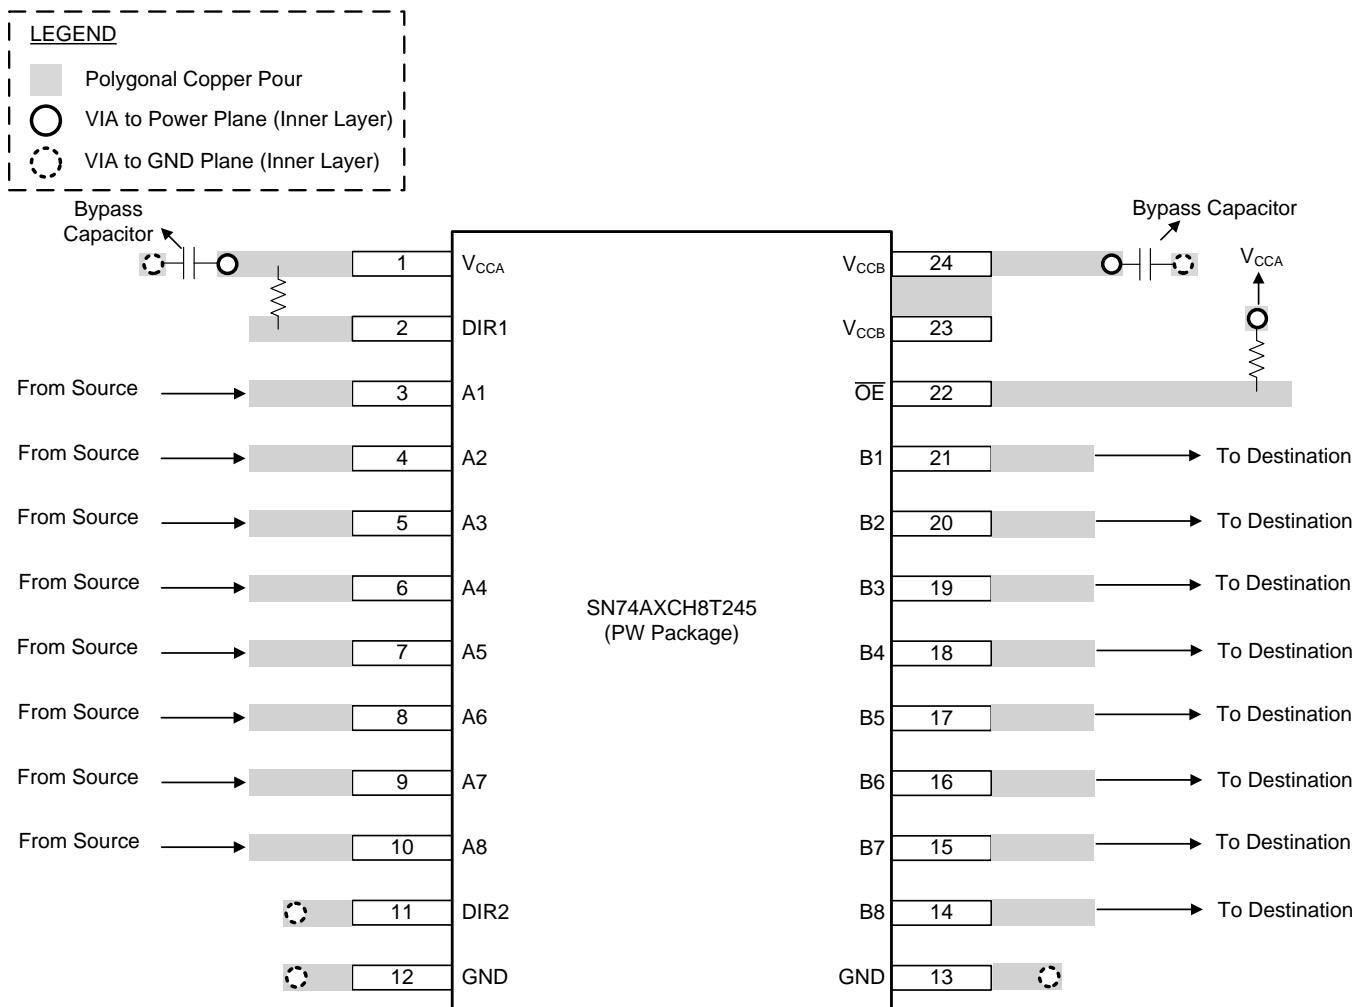 LEGEND
Polygonal Copper Pour
VIA to Power Plane (Inner Layer)
VIA to GND Plane (Inner Layer)
Bypass
Capacitor
Bypass Capacitor
VCCA
1 VCCA
VCCB 24
2 DIR1
VCCB 23
From Source 3 A1
OE 22
From Source 4 A2
B1 21 To Destination
From Source 5 A3
B2 20 To Destination
From Source 6 A4
B3 19 To Destination
SN74AXCH8T245
(PW Package)
From Source 7 A5
B4 18 To Destination
From Source 8 A6
B5 17 To Destination
From Source 9 A7
B6 16 To Destination
From Source 10 A8
B7 15 To Destination
11 DIR2
B8 14 To Destination
12 GND
GND 13